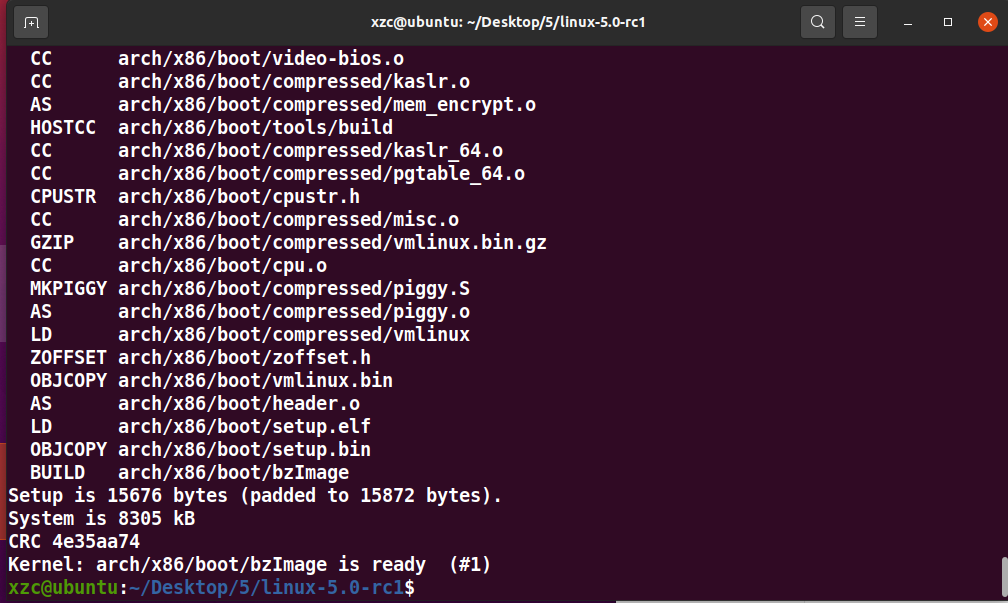 xzc@ubuntu: ~/Desktop/5/linux-5.0-rc1
CC      arch/x86/boot/video-bios.o
CC      arch/x86/boot/compressed/kaslr.o
AS      arch/x86/boot/compressed/mem_encrypt.o
HOSTCC  arch/x86/boot/tools/build
CC      arch/x86/boot/compressed/kaslr_64.o
CC      arch/x86/boot/compressed/pgtable_64.o
CPUSTR  arch/x86/boot/cpustr.h
CC      arch/x86/boot/compressed/misc.o
GZIP    arch/x86/boot/compressed/vmlinux.bin.gz
CC      arch/x86/boot/cpu.o
MKPIGGY arch/x86/boot/compressed/piggy.S
AS      arch/x86/boot/compressed/piggy.o
LD      arch/x86/boot/compressed/vmlinux
ZOFFSET arch/x86/boot/zoffset.h
OBJCOPY arch/x86/boot/vmlinux.bin
AS      arch/x86/boot/header.o
LD      arch/x86/boot/setup.elf
OBJCOPY arch/x86/boot/setup.bin
BUILD   arch/x86/boot/bzImage
Setup is 15676 bytes (padded to 15872 bytes).
System is 8305 kB
CRC 4e35aa74
Kernel: arch/x86/boot/bzImage is ready  (#1)
xzc@ubuntu:~/Desktop/5/linux-5.0-rc1$